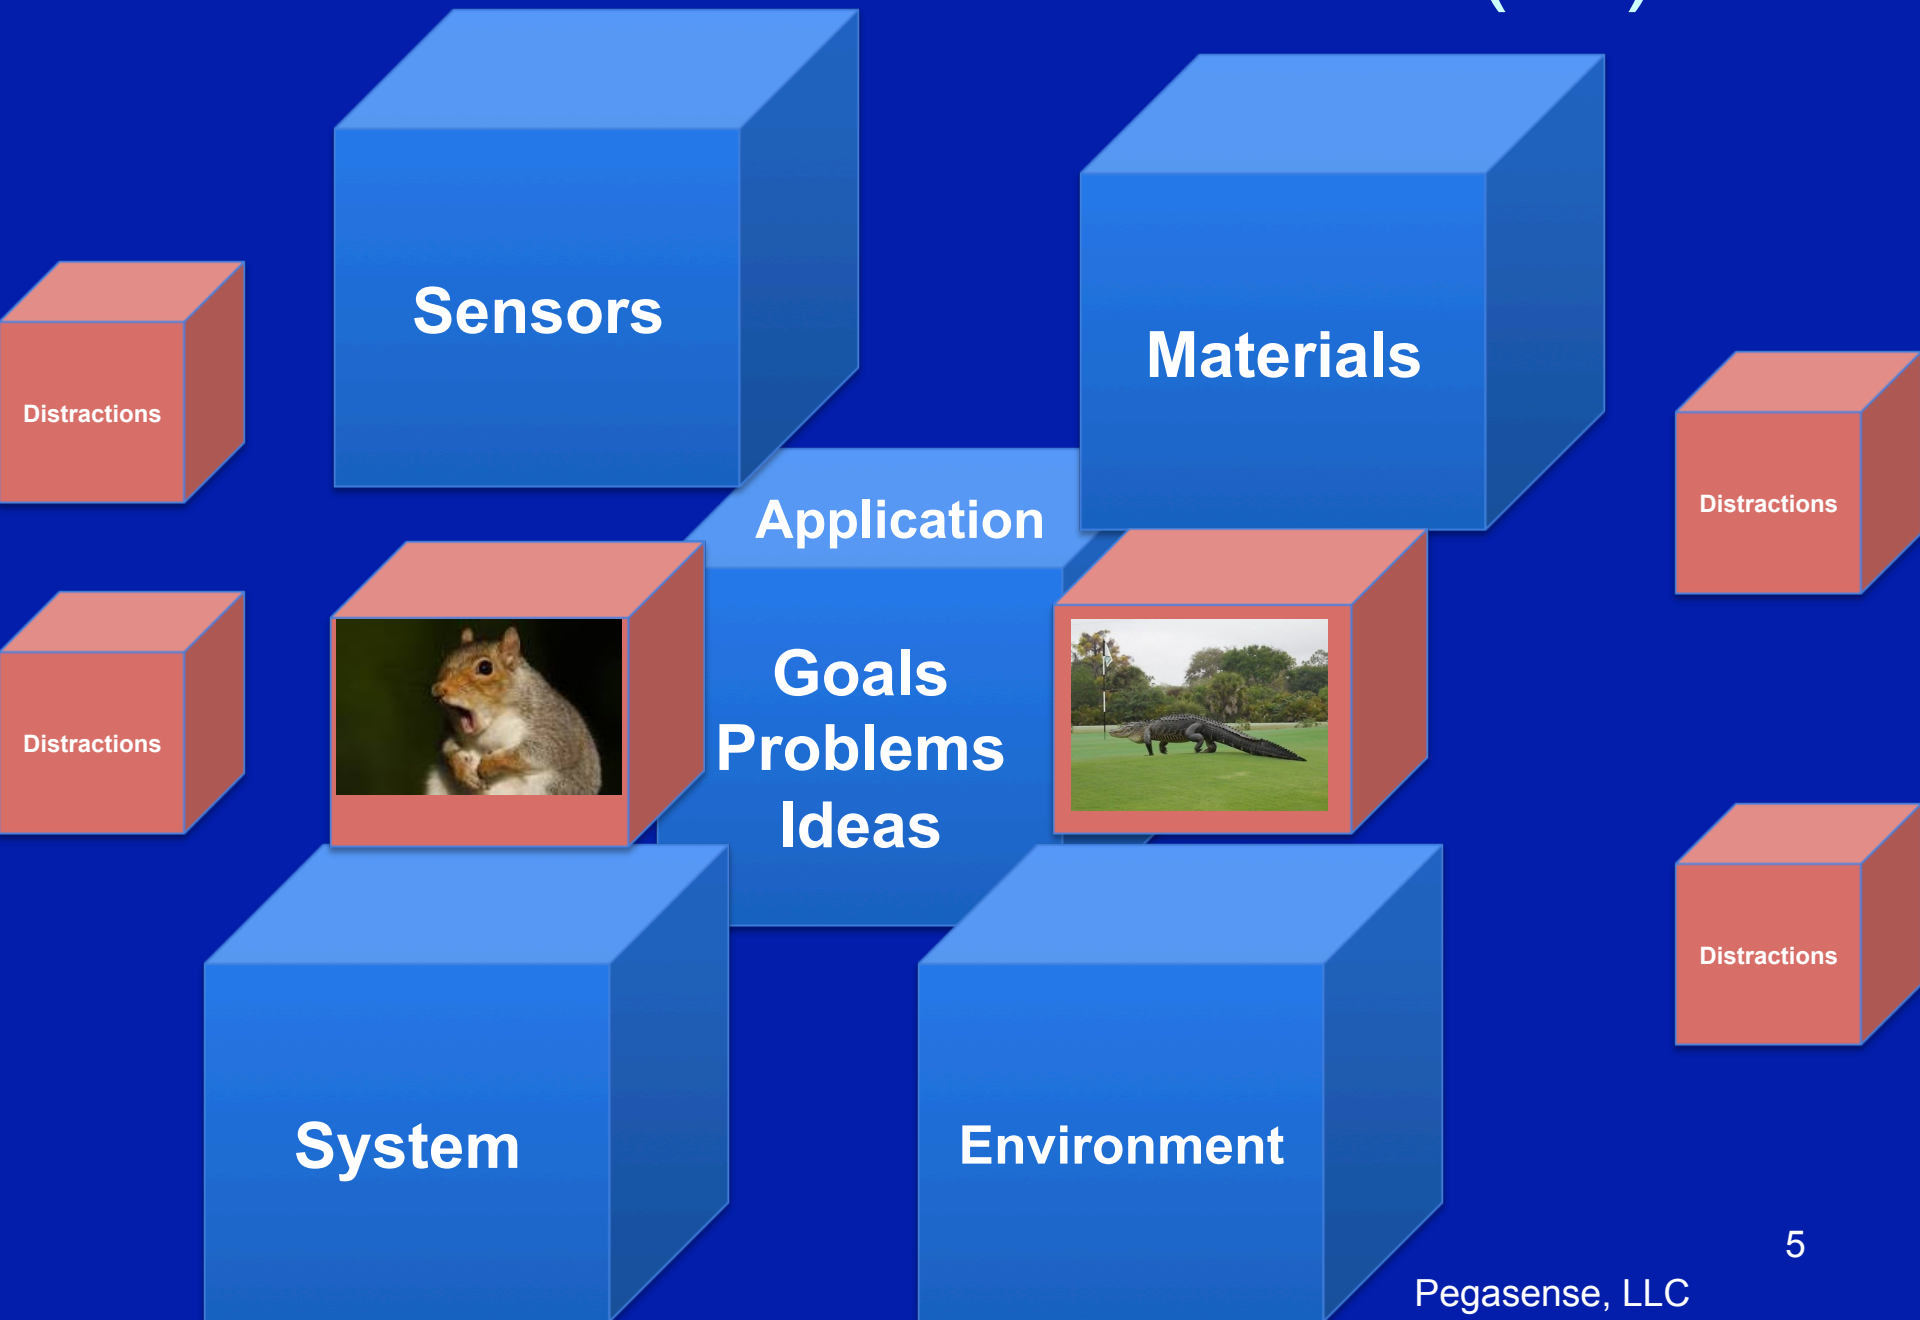 Sensors
Materials
Distractions
Distractions
Application
Goals
Problems
Ideas
Distractions
Distractions
System
Environment
5
Pegasense, LLC